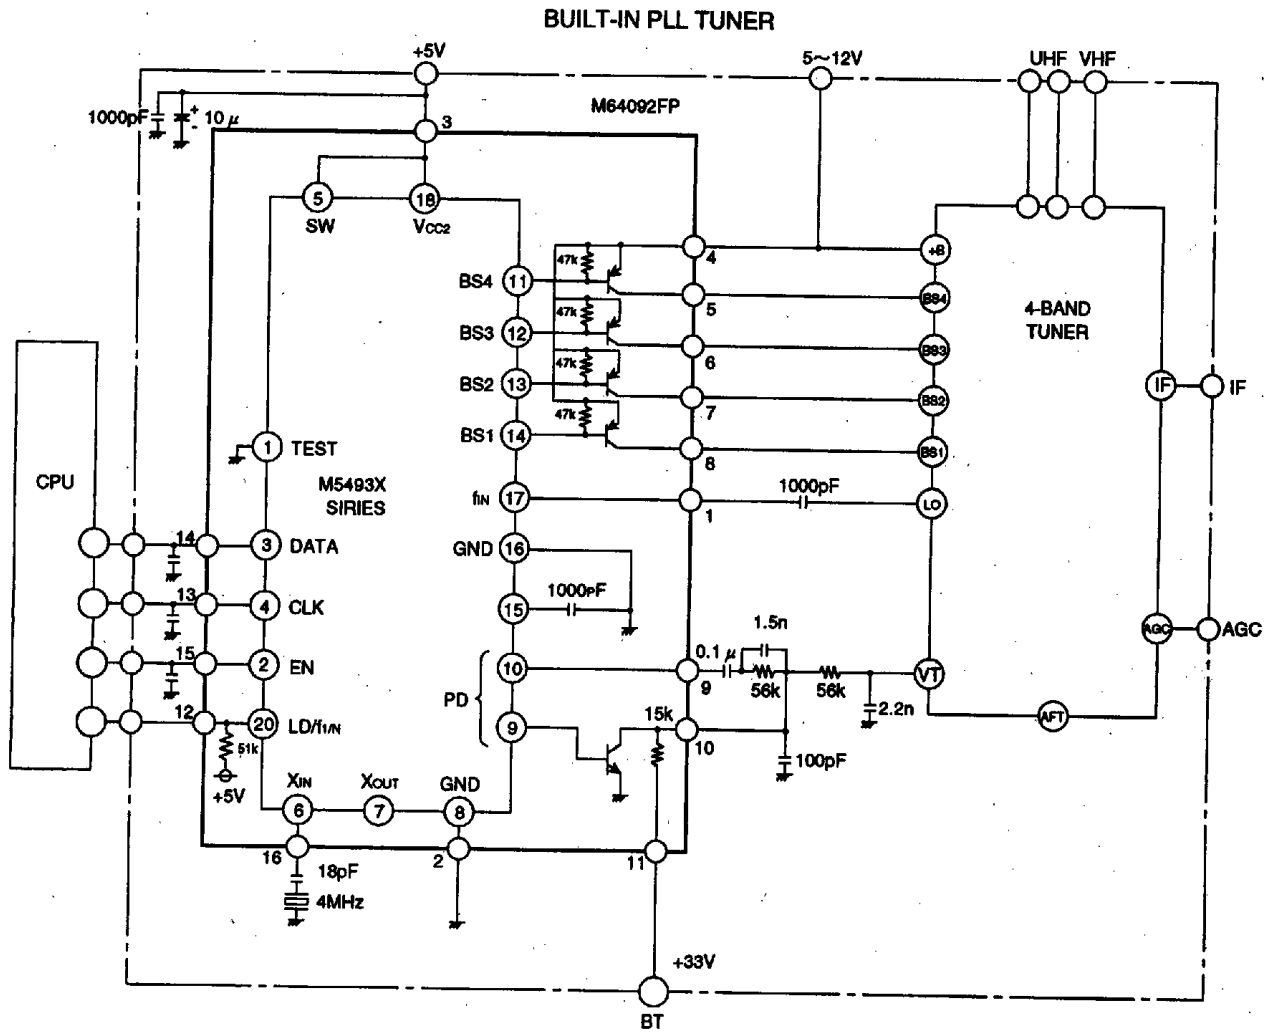 BUILT-IN PLL TUNER
+5V
5～12V
UHF VHF
1000pF
+
-
10 μ
M64092FP
3
5
18
SW
VCC2
4
+B
47k
BS4
11
5
BS4
4-BAND
TUNER
47k
BS3
12
6
BS3
47k
BS2
13
7
BS2
IF
IF
47k
BS1
14
8
BS1
1
TEST
CPU
M5493X
SIRIES
fIN
17
1
1000pF
LO
14
3
DATA
GND
16
1000PF
15
13
4
CLK
1.5n
AGC
AGC
15
2
EN
PD
10
9
0.1 μ
56k
56k
VT
12
20
LD/f1/N
9
15k
10
2.2n
AFT
51k
+5V
100pF
XIN
XOUT
GND
6
7
8
16
2
11
18pF
4MHz
+33V
BT